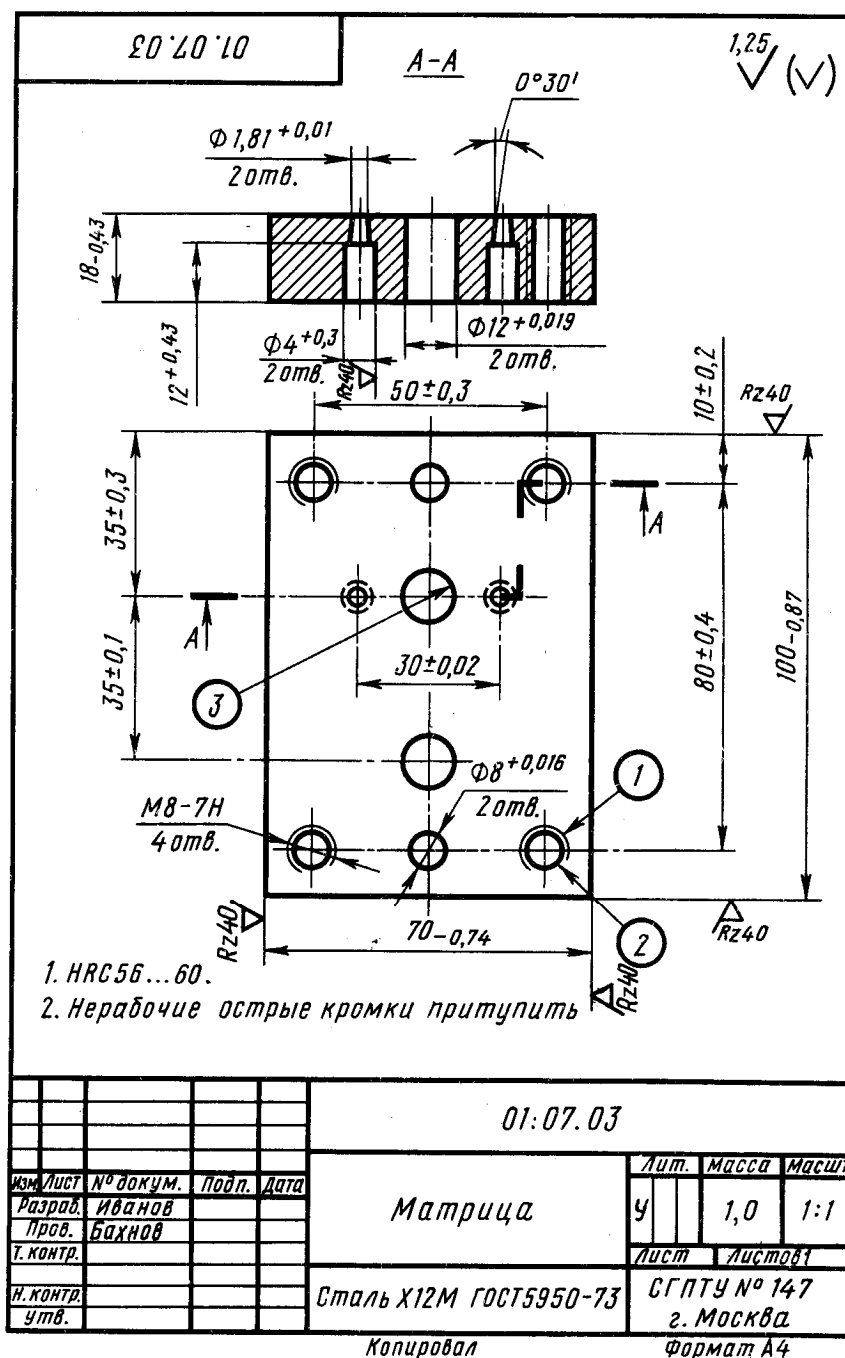 01.07.03
А-А
1,25
0°30'
Ф1,81+0,01
2отв.
18-0,43
12+0,43
Ф4+0,3
2отв.
Rz40
Ф12+0,019
2отв.
50±0,3
10±0,2
Rz40
35±0,3
А
А
35±0,1
30±0,02
80±0,4
100-0,87
3
Ф8+0,016
2отв.
1
М8-7Н
4отв.
Rz40
70-0,74
2
Rz40
Rz40
1. HRC56...60.
2. Нерабочие острые кромки притупить
01:07.03
Изм Лист № докум. Подп. Дата
Разраб. Иванов
Пров. Бахнов
Т. контр.
Н. контр.
Утв.
Матрица
Лит. Масса Масшт
У 1,0 1:1
Лист Листов1
Сталь Х12М ГОСТ5950-73
СГПТУ № 147
г. Москва
Копировал Формат А4